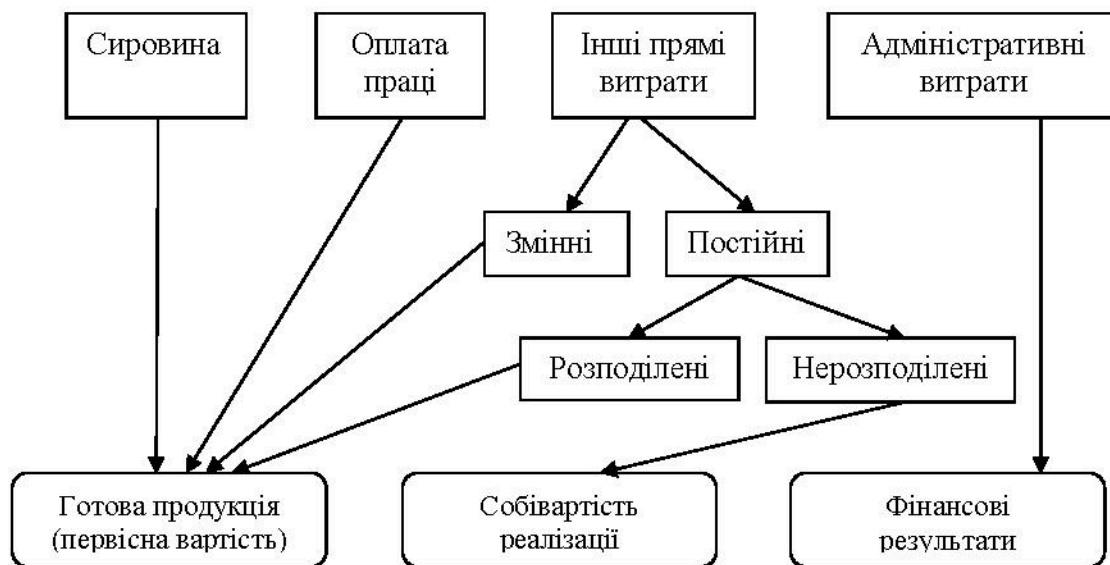 Сировина
Оплата
праці
Інші прямі
витрати
Адміністративні
витрати
Змінні
Постійні
Розподілені
Нерозподілені
Готова продукція
(первісна вартість)
Собівартість
реалізації
Фінансові
результати